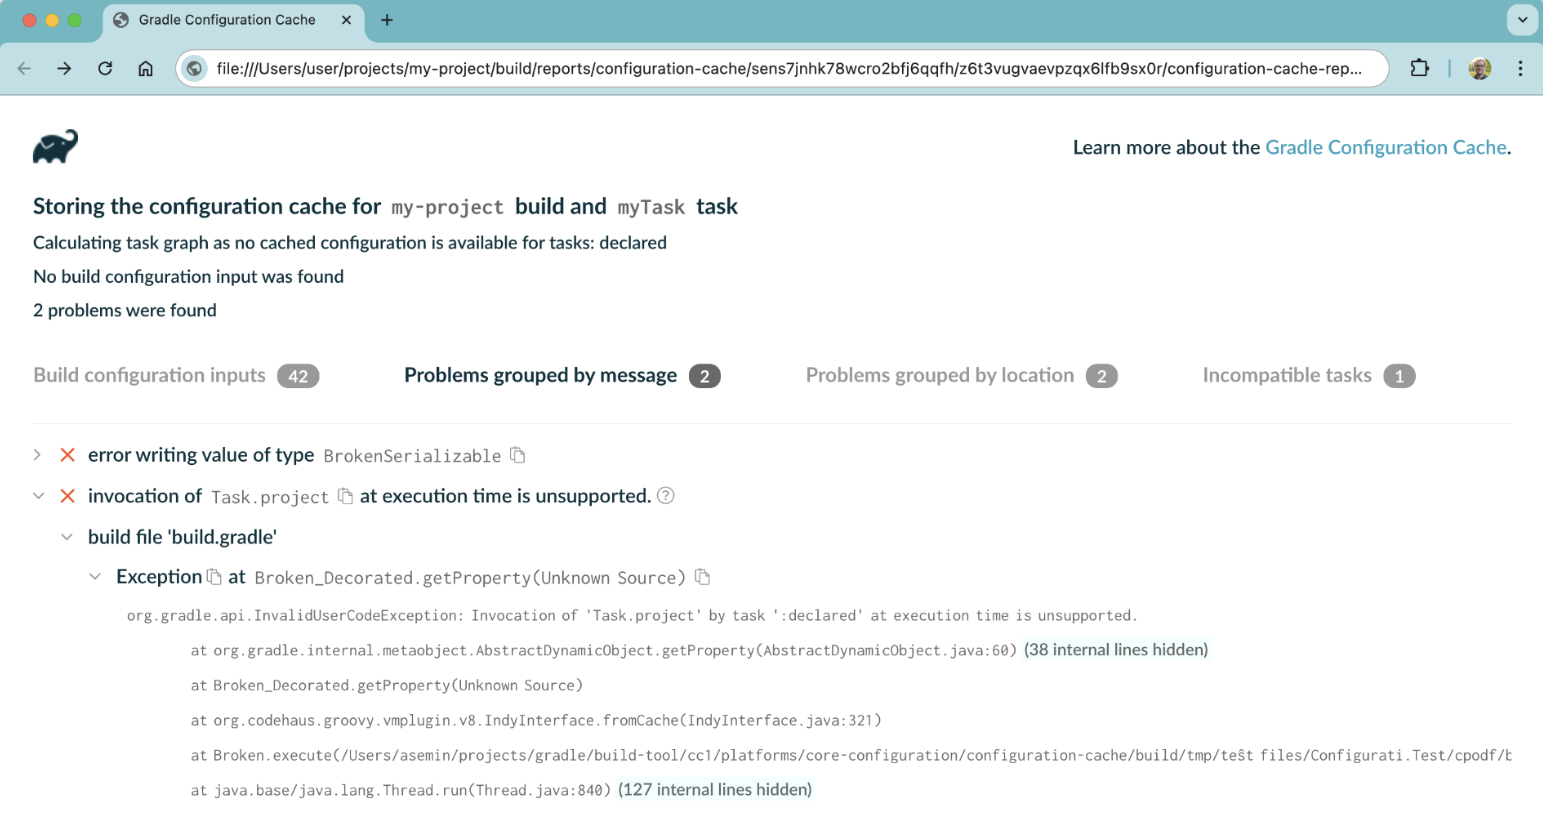 Gradle Configuration Cache
file:///Users/user/projects/my-project/build/reports/configuration-cache/sens7jnhk78wcro2bfj6qqfh/z6t3vugvaevpzqx6lfb9sx0r/configuration-cache-rep...
Learn more about the Gradle Configuration Cache.
Storing the configuration cache for my-project build and myTask task
Calculating task graph as no cached configuration is available for tasks: declared
No build configuration input was found
2 problems were found
Build configuration inputs 42 Problems grouped by message 2 Problems grouped by location 2 Incompatible tasks 1
error writing value of type BrokenSerializable
invocation of Task.project at execution time is unsupported. ?
build file 'build.gradle'
Exception at Broken_Decorated.getProperty(Unknown Source)
org.gradle.api.InvalidUserCodeException: Invocation of 'Task.project' by task ':declared' at execution time is unsupported.
at org.gradle.internal.metaobject.AbstractDynamicObject.getProperty(AbstractDynamicObject.java:60) (38 internal lines hidden)
at Broken_Decorated.getProperty(Unknown Source)
at org.codehaus.groovy.vmplugin.v8.IndyInterface.fromCache(IndyInterface.java:321)
at Broken.execute(/Users/asemin/projects/gradle/build-tool/cc1/platforms/core-configuration/configuration-cache/build/tmp/teŝt files/Configurati.Test/cpodf/b
at java.base/java.lang.Thread.run(Thread.java:840) (127 internal lines hidden)